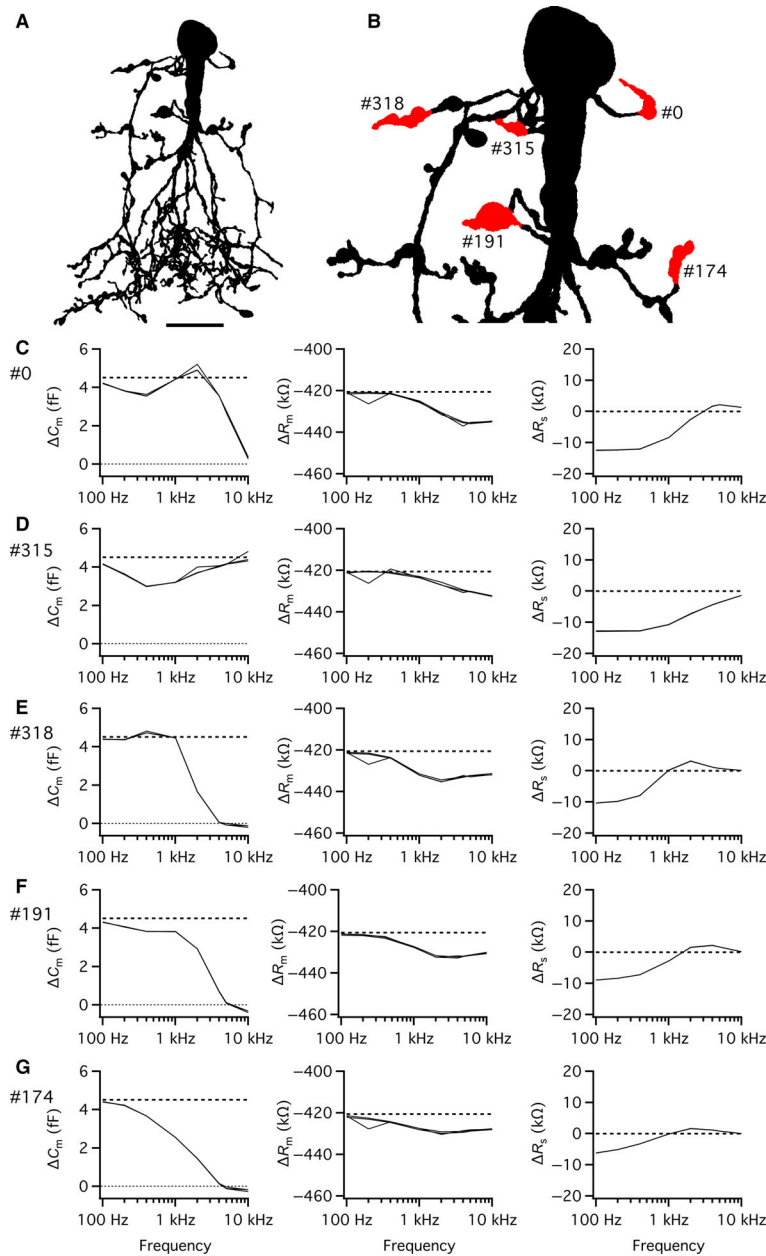 A
B
#318
#0
#315
#191
#174
C
#0
6
4
2
0
ΔCm (fF)
100 Hz 1 kHz 10 kHz
−400
−420
−440
−460
ΔRm (kΩ)
100 Hz 1 kHz 10 kHz
20
10
0
−10
−20
ΔRs (kΩ)
100 Hz 1 kHz 10 kHz
D
#315
6
4
2
0
ΔCm (fF)
100 Hz 1 kHz 10 kHz
−400
−420
−440
−460
ΔRm (kΩ)
100 Hz 1 kHz 10 kHz
20
10
0
−10
−20
ΔRs (kΩ)
100 Hz 1 kHz 10 kHz
E
#318
6
4
2
0
ΔCm (fF)
100 Hz 1 kHz 10 kHz
−400
−420
−440
−460
ΔRm (kΩ)
100 Hz 1 kHz 10 kHz
20
10
0
−10
−20
ΔRs (kΩ)
100 Hz 1 kHz 10 kHz
F
#191
6
4
2
0
ΔCm (fF)
100 Hz 1 kHz 10 kHz
−400
−420
−440
−460
ΔRm (kΩ)
100 Hz 1 kHz 10 kHz
20
10
0
−10
−20
ΔRs (kΩ)
100 Hz 1 kHz 10 kHz
G
#174
6
4
2
0
ΔCm (fF)
100 Hz 1 kHz 10 kHz
Frequency
−400
−420
−440
−460
ΔRm (kΩ)
100 Hz 1 kHz 10 kHz
Frequency
20
10
0
−10
−20
ΔRs (kΩ)
100 Hz 1 kHz 10 kHz
Frequency